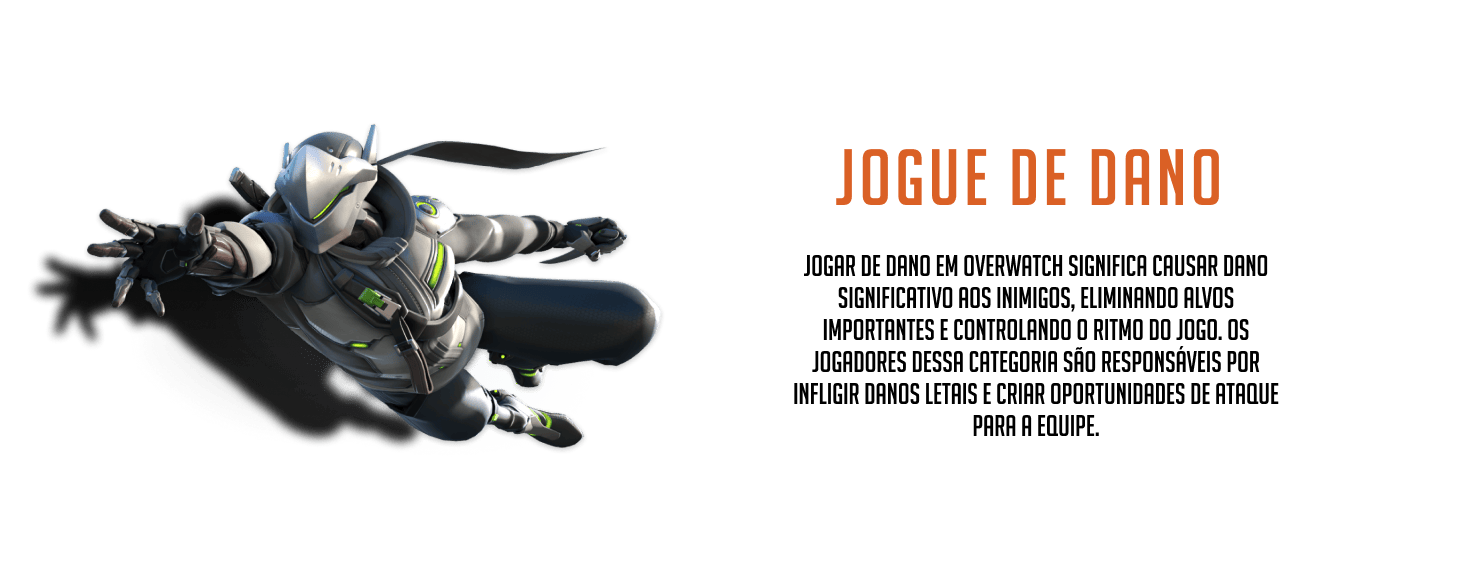 JOGUE DE DANO
JOGAR DE DANO EM OVERWATCH SIGNIFICA CAUSAR DANO
SIGNIFICATIVO AOS INIMIGOS, ELIMINANDO ALVOS
IMPORTANTES E CONTROLANDO O RITMO DO JOGO. OS
JOGADORES DESSA CATEGORIA SÃO RESPONSÁVEIS POR
INFLIGIR DANOS LETAIS E CRIAR OPORTUNIDADES DE ATAQUE
PARA A EQUIPE.